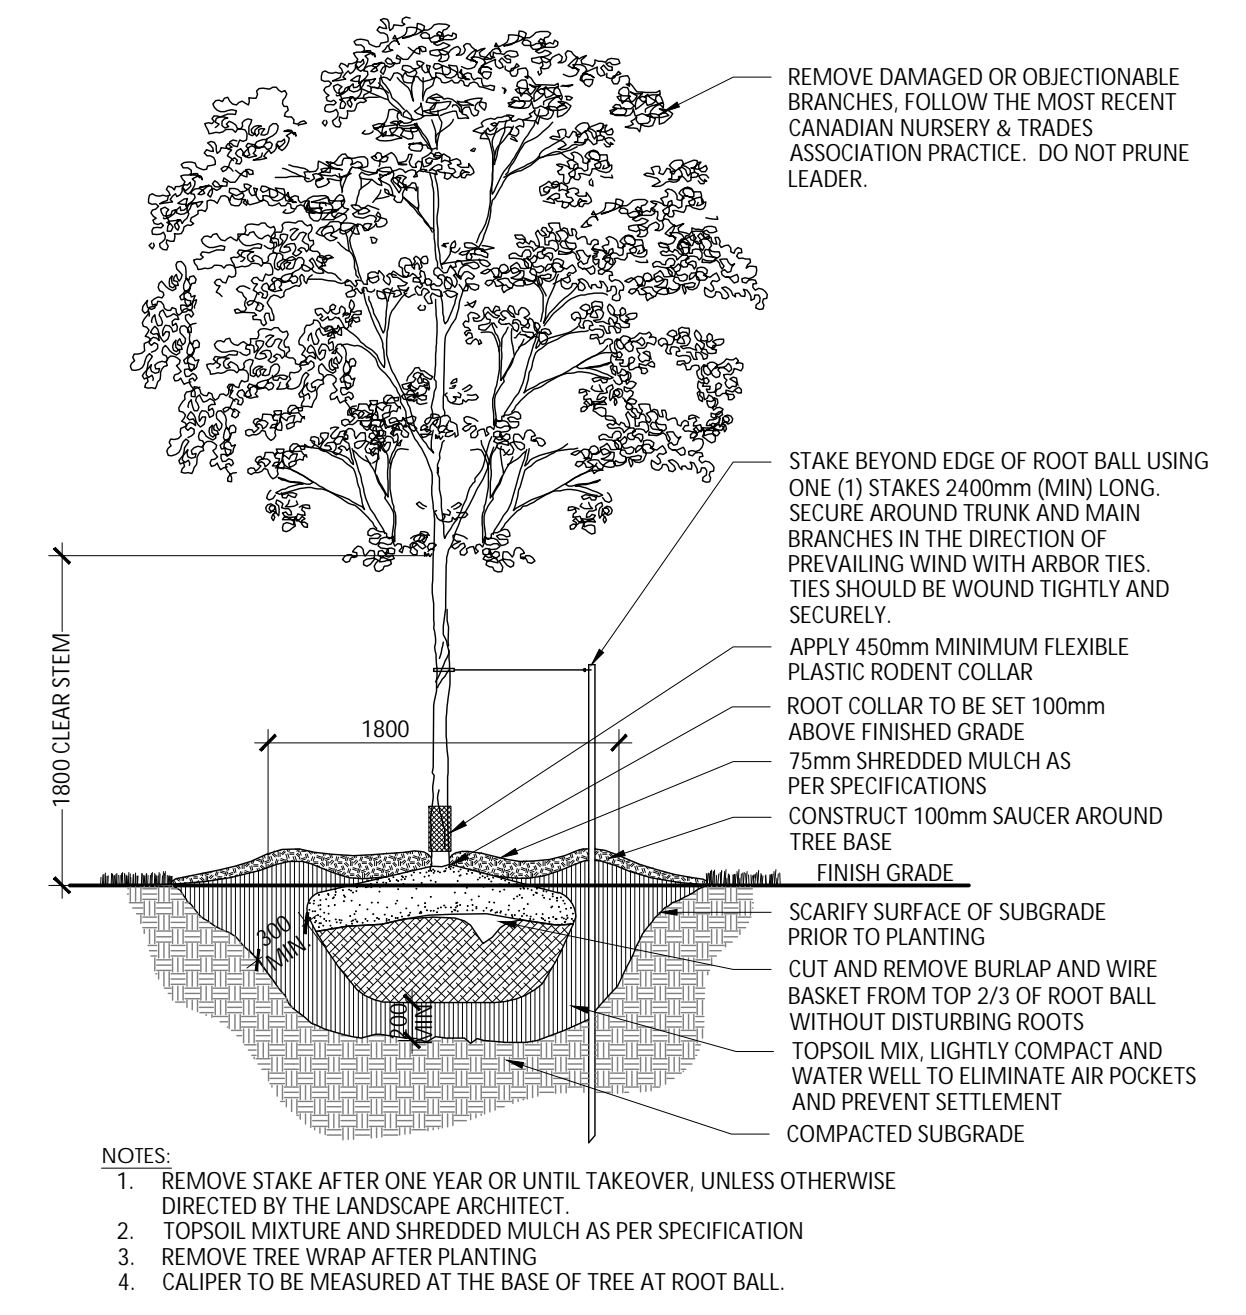 REMOVE DAMAGED OR OBJECTIONABLE
BRANCHES, FOLLOW THE MOST RECENT
CANADIAN NURSERY & TRADES
ASSOCIATION PRACTICE. DO NOT PRUNE
LEADER.
STAKE BEYOND EDGE OF ROOT BALL USING
ONE (1) STAKES 2400mm (MIN) LONG.
SECURE AROUND TRUNK AND MAIN
BRANCHES IN THE DIRECTION OF
PREVAILING WIND WITH ARBOR TIES.
TIES SHOULD BE WOUND TIGHTLY AND
SECURELY.
APPLY 450mm MINIMUM FLEXIBLE
PLASTIC RODENT COLLAR
ROOT COLLAR TO BE SET 100mm
ABOVE FINISHED GRADE
75mm SHREDDED MULCH AS
PER SPECIFICATIONS
CONSTRUCT 100mm SAUCER AROUND
TREE BASE
FINISH GRADE
SCARIFY SURFACE OF SUBGRADE
PRIOR TO PLANTING
CUT AND REMOVE BURLAP AND WIRE
BASKET FROM TOP 2/3 OF ROOT BALL
WITHOUT DISTURBING ROOTS
TOPSOIL MIX, LIGHTLY COMPACT AND
WATER WELL TO ELIMINATE AIR POCKETS
AND PREVENT SETTLEMENT
COMPACTED SUBGRADE
1800 CLEAR STEM
1800
300
MIN.
200
MIN
NOTES:
1. REMOVE STAKE AFTER ONE YEAR OR UNTIL TAKEOVER, UNLESS OTHERWISE
DIRECTED BY THE LANDSCAPE ARCHITECT.
2. TOPSOIL MIXTURE AND SHREDDED MULCH AS PER SPECIFICATION
3. REMOVE TREE WRAP AFTER PLANTING
4. CALIPER TO BE MEASURED AT THE BASE OF TREE AT ROOT BALL.